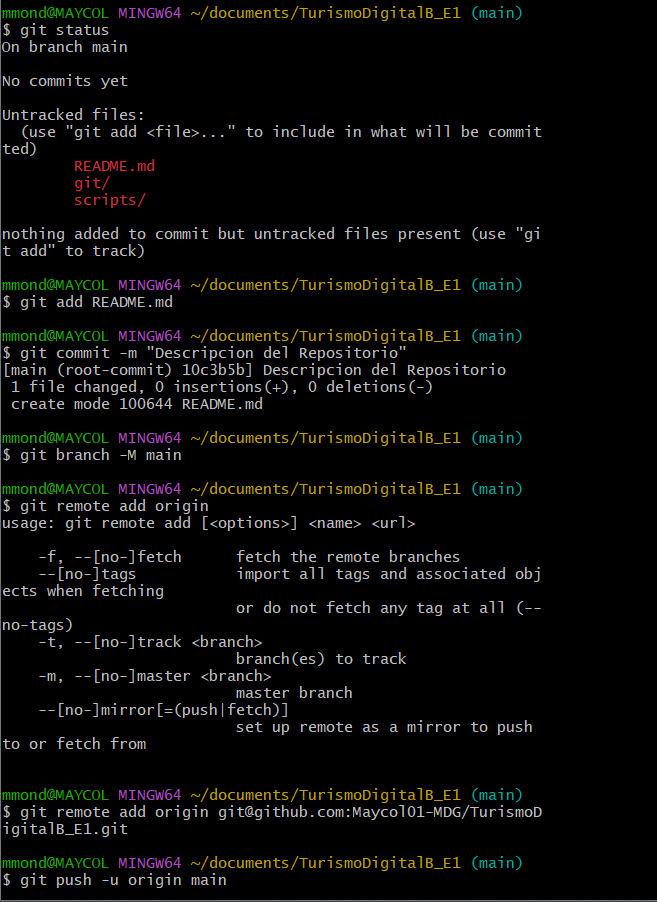 mmond@MAYCOL MINGW64 ~/documents/TurismoDigitalB_E1 (main)
$ git status
On branch main
No commits yet
Untracked files:
  (use "git add <file>..." to include in what will be commit
ted)
        README.md
        git/
        scripts/
nothing added to commit but untracked files present (use "gi
t add" to track)
mmond@MAYCOL MINGW64 ~/documents/TurismoDigitalB_E1 (main)
$ git add README.md
mmond@MAYCOL MINGW64 ~/documents/TurismoDigitalB_E1 (main)
$ git commit -m "Descripcion del Repositorio"
[main (root-commit) 10c3b5b] Descripcion del Repositorio
 1 file changed, 0 insertions(+), 0 deletions(-)
 create mode 100644 README.md
mmond@MAYCOL MINGW64 ~/documents/TurismoDigitalB_E1 (main)
$ git branch -M main
mmond@MAYCOL MINGW64 ~/documents/TurismoDigitalB_E1 (main)
$ git remote add origin
usage: git remote add [<options>] <name> <url>
    -f, --[no-]fetch      fetch the remote branches
    --[no-]tags           import all tags and associated obj
ects when fetching
                          or do not fetch any tag at all (--
no-tags)
    -t, --[no-]track <branch>
                          branch(es) to track
    -m, --[no-]master <branch>
                          master branch
    --[no-]mirror[=(push|fetch)]
                          set up remote as a mirror to push
to or fetch from
mmond@MAYCOL MINGW64 ~/documents/TurismoDigitalB_E1 (main)
$ git remote add origin git@github.com:Maycol01-MDG/TurismoD
igitalB_E1.git
mmond@MAYCOL MINGW64 ~/documents/TurismoDigitalB_E1 (main)
$ git push -u origin main